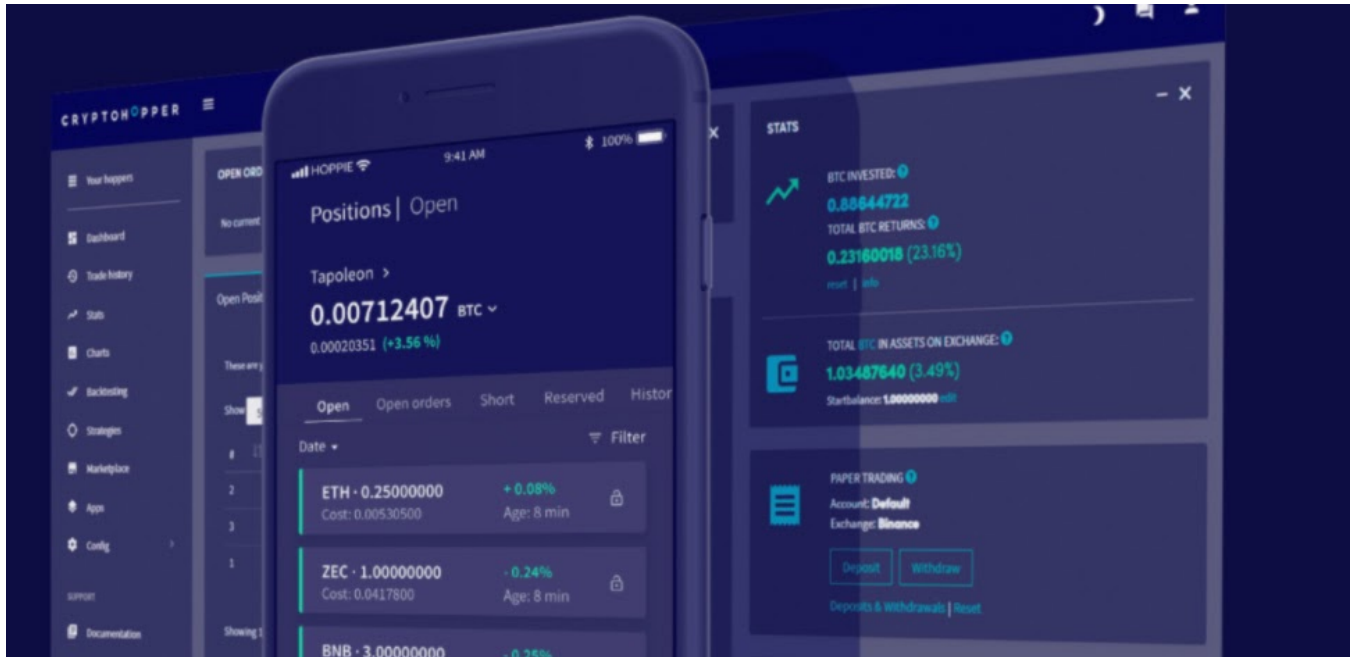 CRYPTOHOPPER
Your hoppers
Dashboard
Trade history
Stats
Charts
Backtesting
Strategies
Marketplace
Apps
Config
SUPPORT
Documentation
OPEN ORD
No current
Open Posit
These are y
Show
#
2
3
1
Showing
HOPPIE
9:41 AM
100%
Positions | Open
Tapoleon >
0.00712407 BTC
0.00020351 (+3.56 %)
Open Open orders Short Reserved Histor
Date
Filter
ETH · 0.25000000 + 0.08%
Cost: 0.00530500 Age: 8 min
ZEC · 1.00000000 - 0.24%
Cost: 0.0417800 Age: 8 min
BNB · 3.00000000 - 0.25%
STATS
BTC INVESTED:
0.88644722
TOTAL BTC RETURNS:
0.23160018 (23.16%)
reset | info
TOTAL BTC IN ASSETS ON EXCHANGE:
1.03487640 (3.49%)
Startbalance: 1.00000000 edit
PAPER TRADING
Account: Default
Exchange: Binance
Deposit Withdraw
Deposits & Withdrawals | Reset